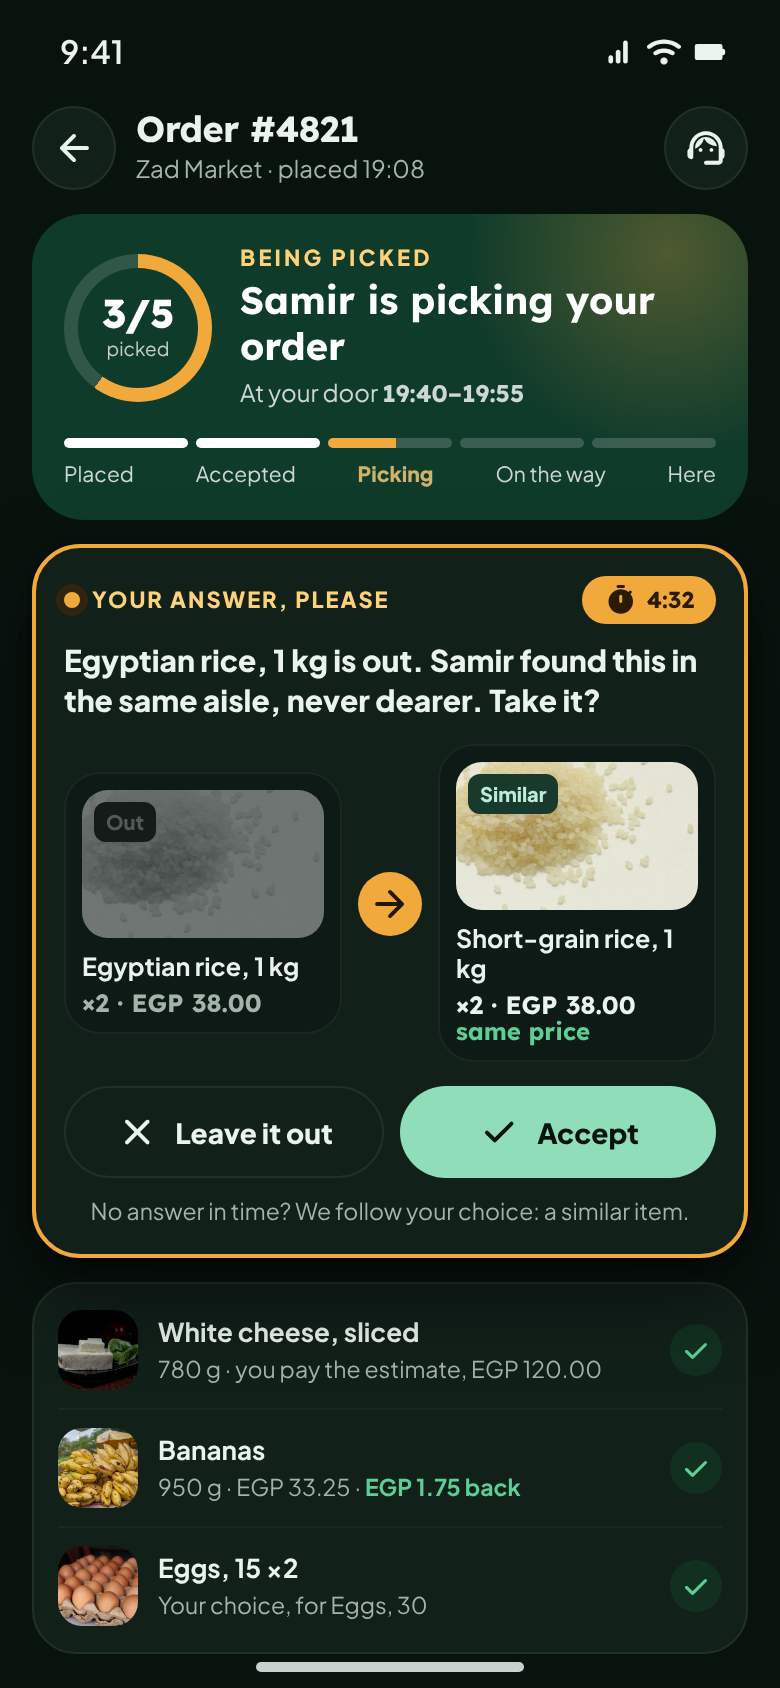 9:41
Order #4821
Zad Market · placed 19:08
3/5
picked
BEING PICKED
Samir is picking your
order
At your door 19:40–19:55
Placed
Accepted
Picking
On the way
Here
YOUR ANSWER, PLEASE
4:32
Egyptian rice, 1 kg is out. Samir found this in
the same aisle, never dearer. Take it?
Out
Egyptian rice, 1 kg
×2 · EGP 38.00
Similar
Short-grain rice, 1
kg
×2 · EGP 38.00
same price
Leave it out
Accept
No answer in time? We follow your choice: a similar item.
White cheese, sliced
780 g · you pay the estimate, EGP 120.00
Bananas
950 g · EGP 33.25 · EGP 1.75 back
Eggs, 15 ×2
Your choice, for Eggs, 30